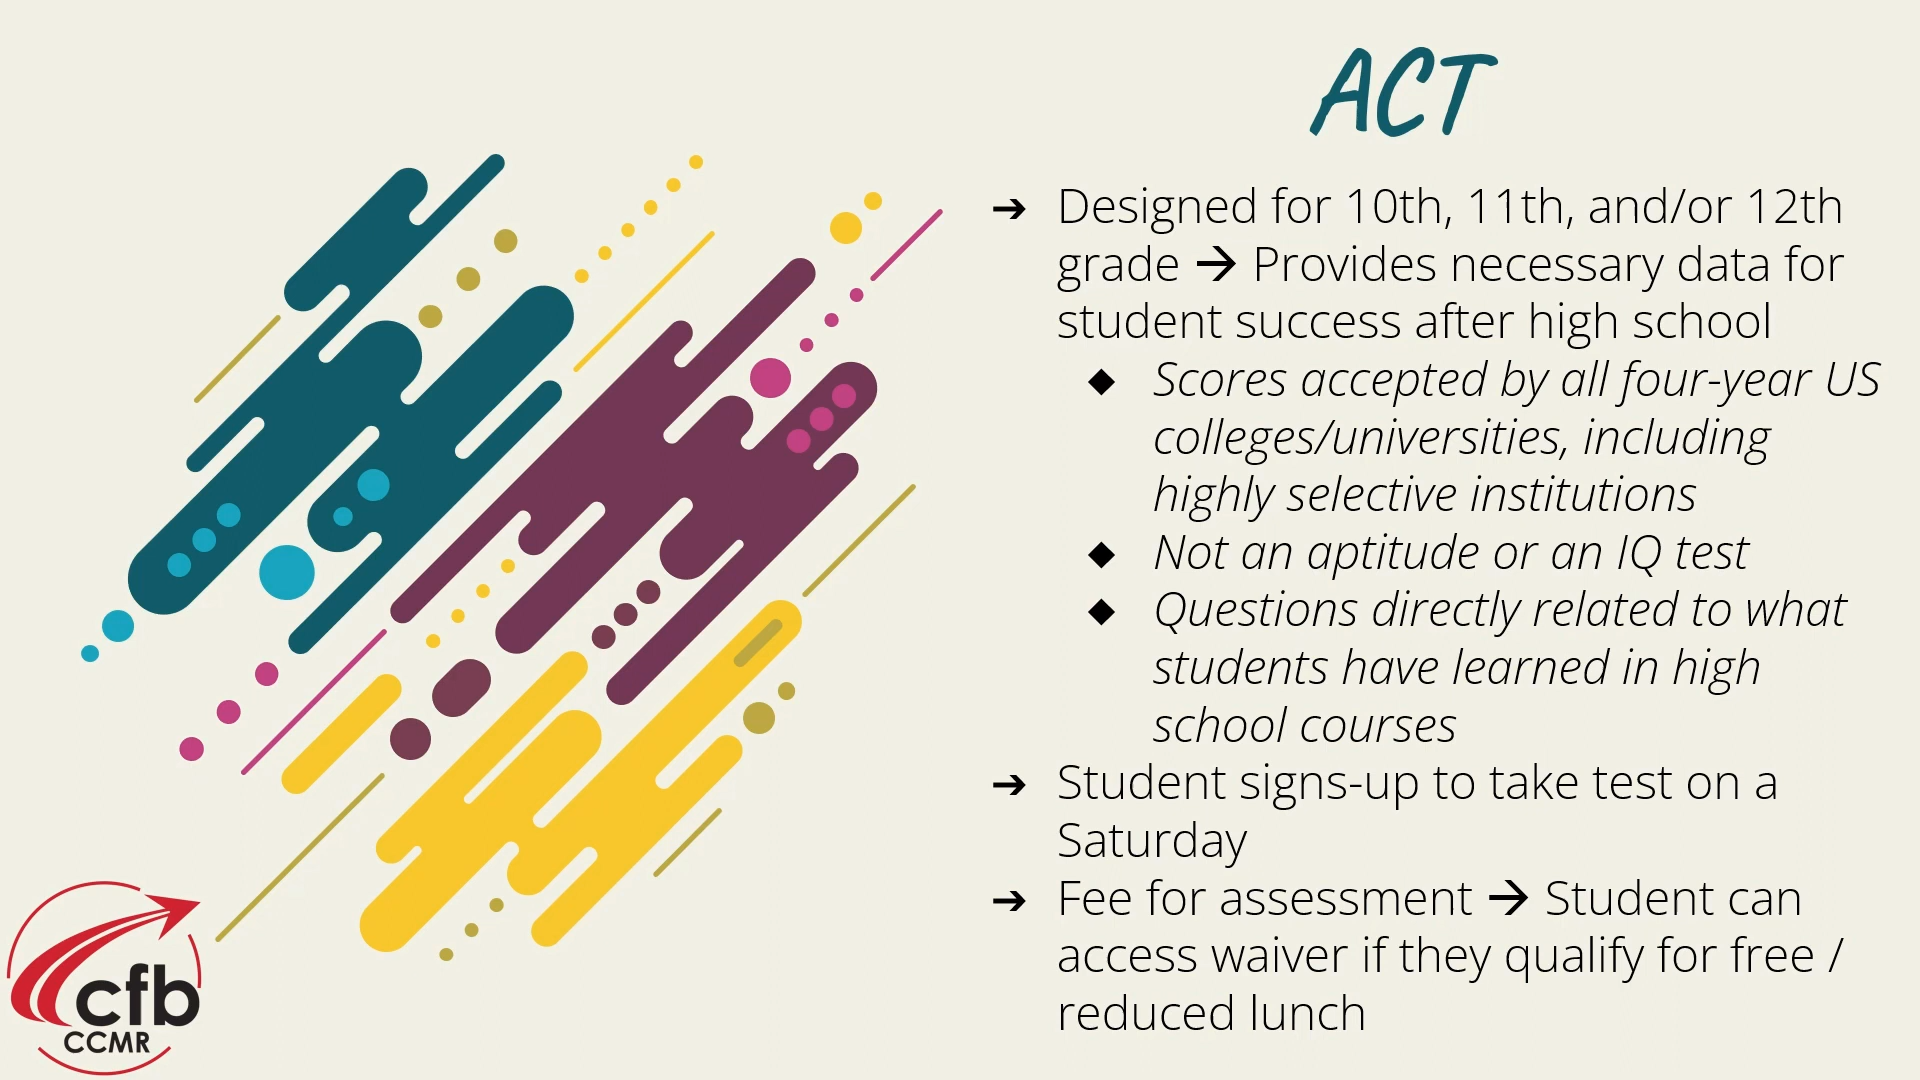 ACT
➔ Designed for 10th, 11th, and/or 12th
grade → Provides necessary data for
student success after high school
◆ Scores accepted by all four-year US
colleges/universities, including
highly selective institutions
◆ Not an aptitude or an IQ test
◆ Questions directly related to what
students have learned in high
school courses
➔ Student signs-up to take test on a
Saturday
➔ Fee for assessment → Student can
access waiver if they qualify for free /
reduced lunch
cfb
CCMR